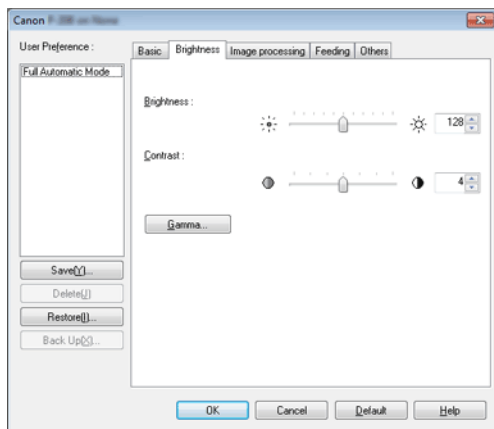 Canon
User Preference :
Full Automatic Mode
Save(Y)...
Delete(J)
Restore(I)...
Back Up(X)...
Basic Brightness Image processing Feeding Others
Brightness :
128
Contrast :
4
Gamma...
OK Cancel Default Help